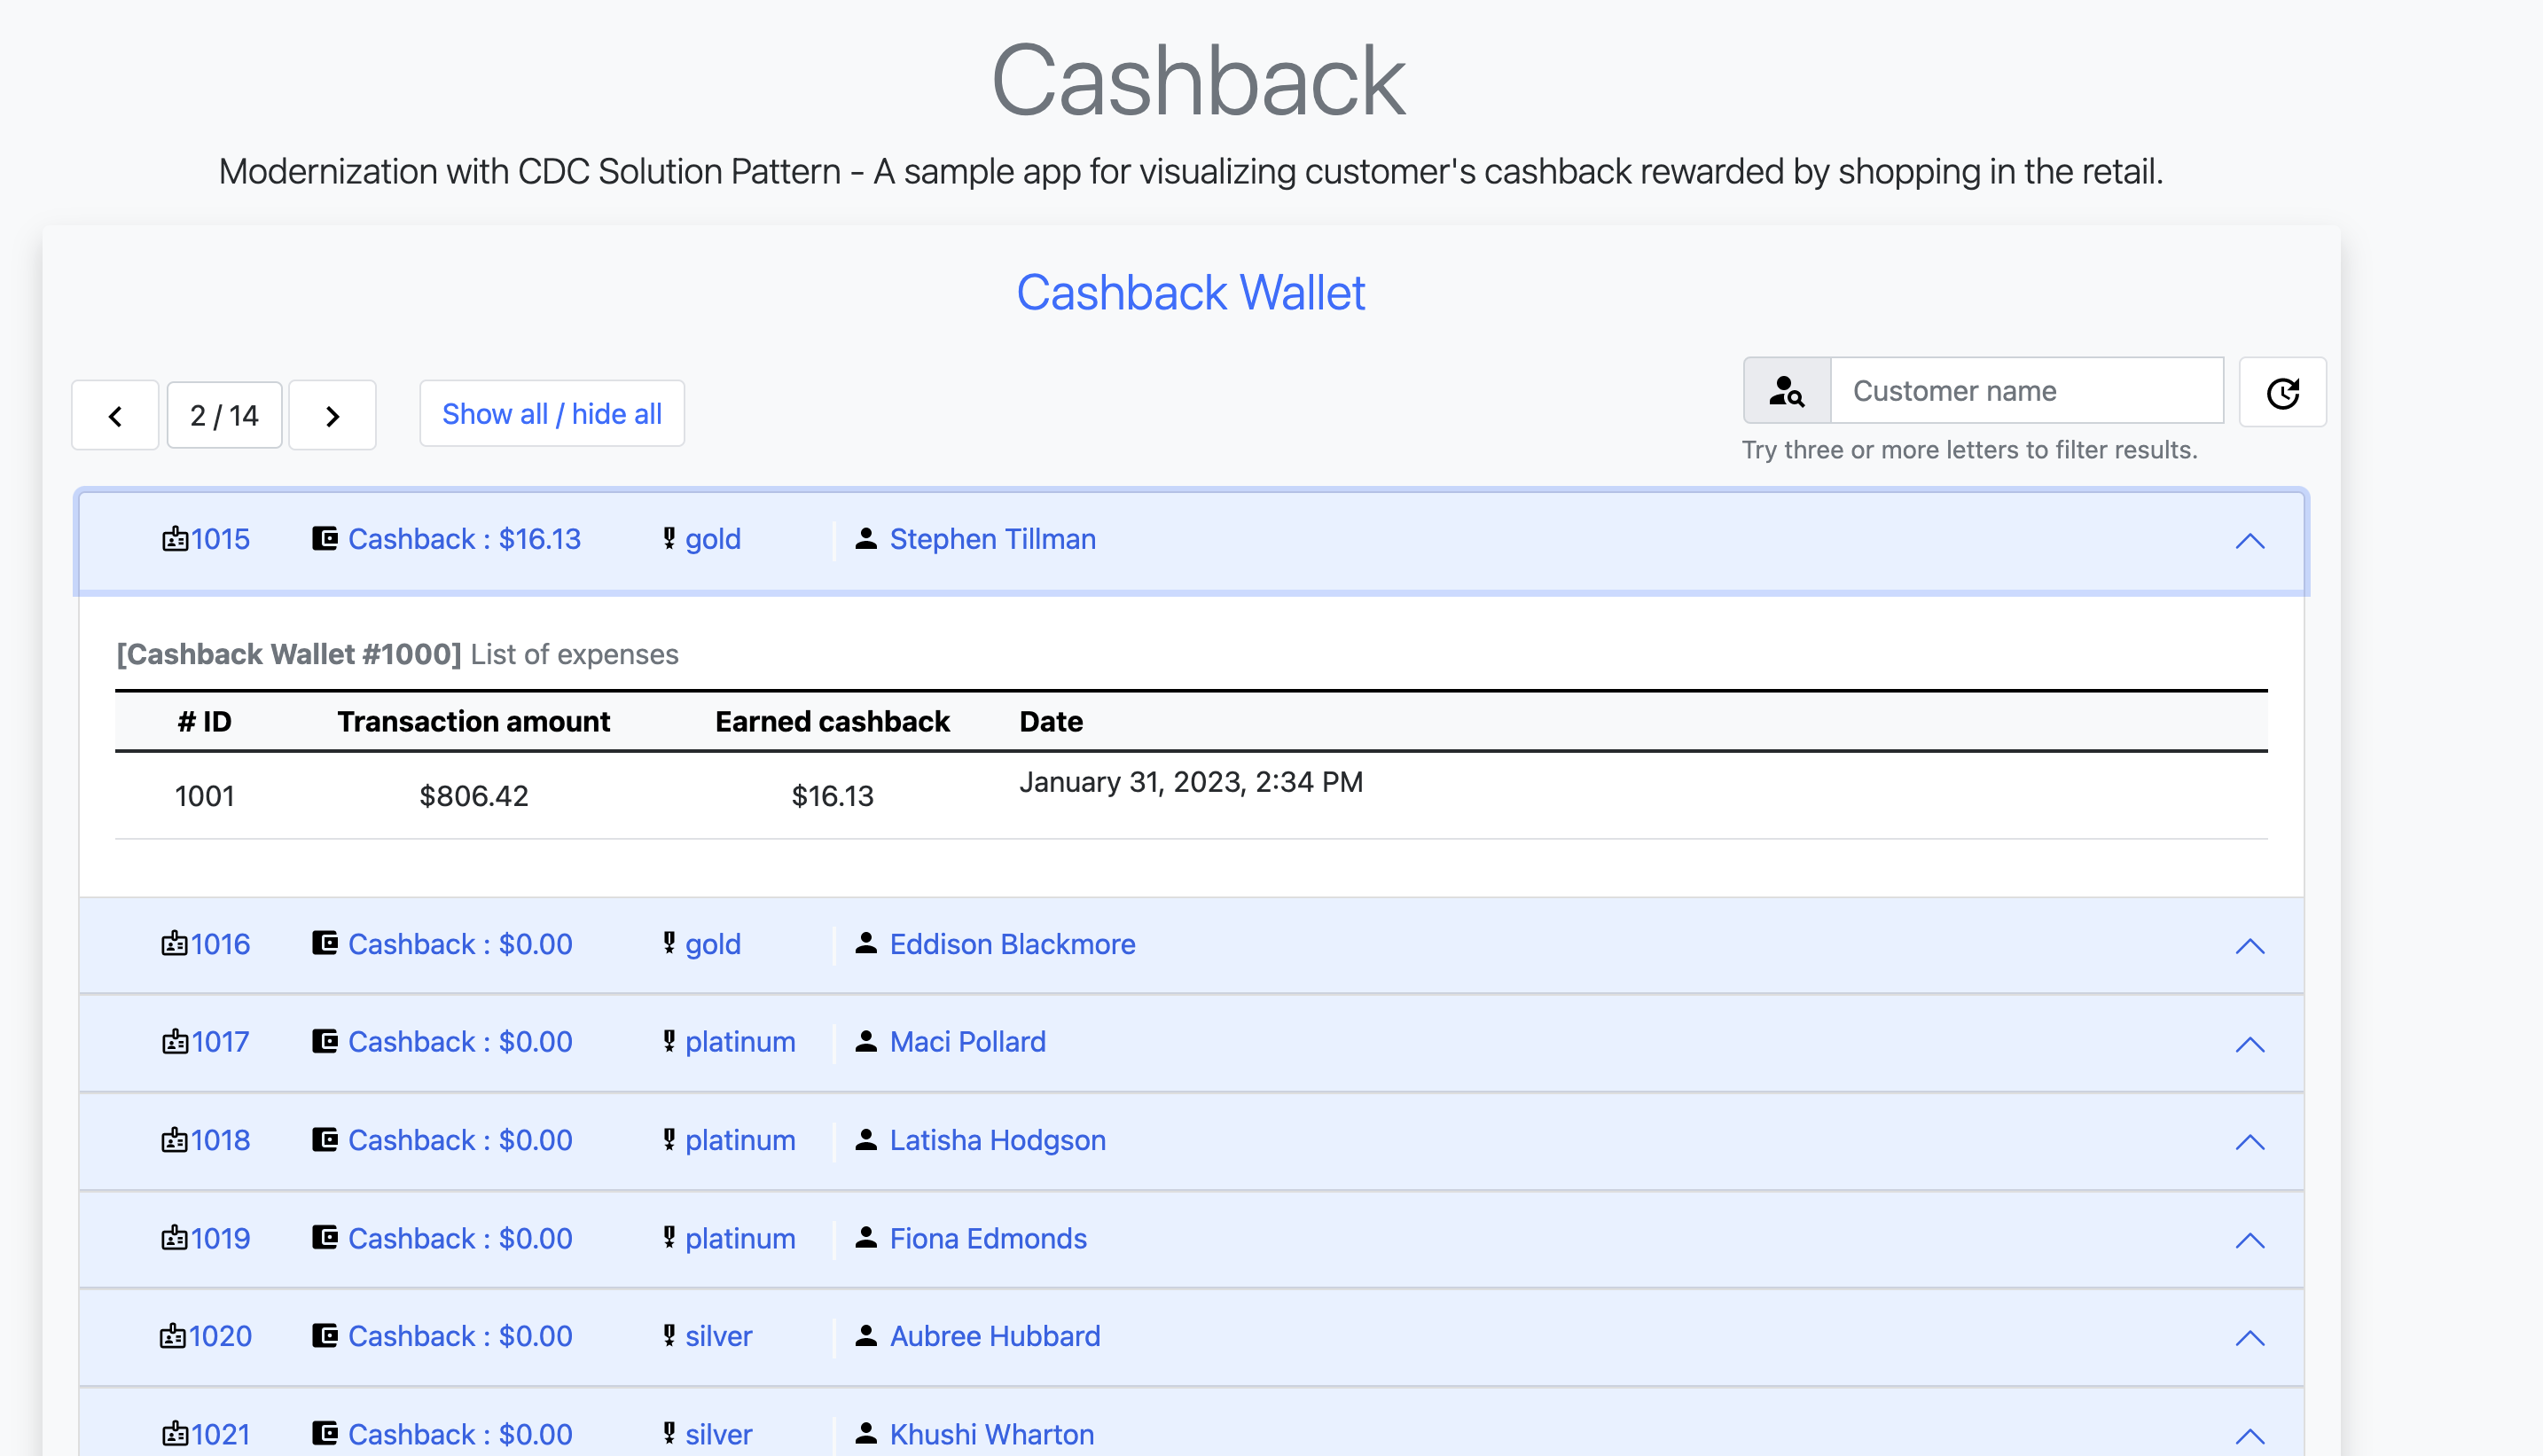 Cashback
Modernization with CDC Solution Pattern - A sample app for visualizing customer's cashback rewarded by shopping in the retail.
Cashback Wallet
2 / 14
Show all / hide all
Customer name
Try three or more letters to filter results.
1015 Cashback : $16.13 gold Stephen Tillman
[Cashback Wallet #1000] List of expenses
# ID Transaction amount Earned cashback Date
1001 $806.42 $16.13 January 31, 2023, 2:34 PM
1016 Cashback : $0.00 gold Eddison Blackmore
1017 Cashback : $0.00 platinum Maci Pollard
1018 Cashback : $0.00 platinum Latisha Hodgson
1019 Cashback : $0.00 platinum Fiona Edmonds
1020 Cashback : $0.00 silver Aubree Hubbard
1021 Cashback : $0.00 silver Khushi Wharton